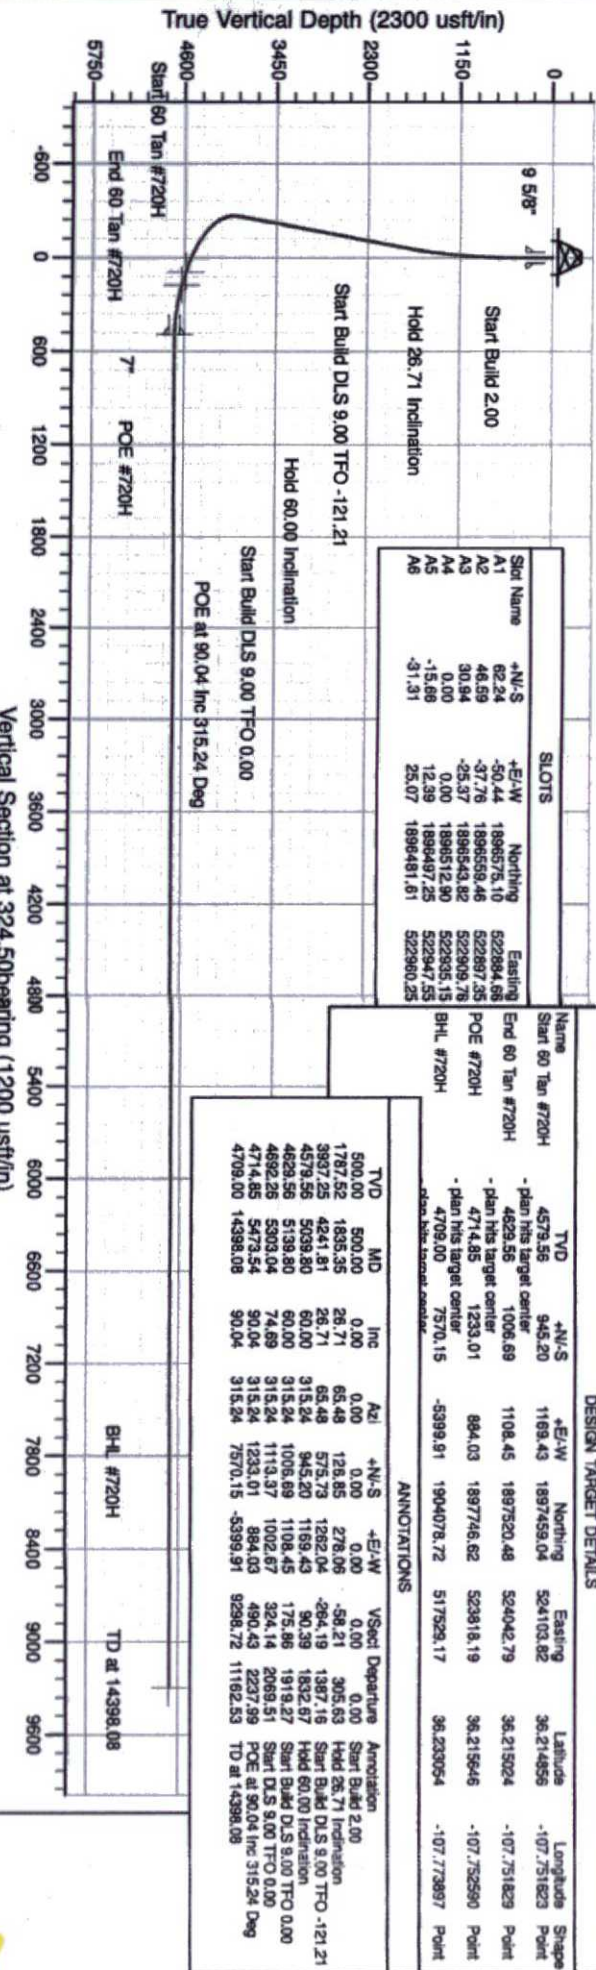 DESIGN TARGET DETAILS
Name TVD +N/-S +E/-W Northing Easting Latitude Longitude Shape
Start 60 Tan #720H 4579.56 945.20 1169.43 1897459.04 524103.82 36.214856 -107.751623 Point
- plan hits target center
End 60 Tan #720H 4629.56 1006.69 1108.45 1897520.48 524042.79 36.215024 -107.751829 Point
- plan hits target center
POE #720H 4714.85 1233.01 884.03 1897746.62 523818.19 36.215646 -107.752590 Point
- plan hits target center
BHL #720H 4709.00 7570.15 -5399.91 1904078.72 517529.17 36.233054 -107.773897 Point
- plan hits target center
SLOTS
Slot Name +N/-S +E/-W Northing Easting
A1 62.24 -50.44 1896575.10 522884.66
A2 46.59 -37.76 1896559.46 522897.35
A3 30.94 -25.37 1896543.82 522909.76
A4 0.00 0.00 1896512.90 522935.15
A5 -15.66 12.39 1896497.25 522947.55
A6 -31.31 25.07 1896481.61 522960.25
ANNOTATIONS
TVD MD Inc Azi +N/-S +E/-W VSect Departure Annotation
500.00 500.00 0.00 0.00 0.00 0.00 0.00 0.00 Start Build 2.00
1787.52 1835.35 26.71 65.48 126.85 278.06 -58.21 305.63 Hold 26.71 Inclination
3937.25 4241.81 26.71 65.48 575.73 1262.04 -264.19 1387.16 Start Build DLS 9.00 TFO -121.21
4579.56 5039.80 60.00 315.24 945.20 1169.43 90.39 1832.67 Hold 60.00 Inclination
4629.56 5139.80 60.00 315.24 1006.69 1108.45 175.86 1919.27 Start Build DLS 9.00 TFO 0.00
4692.26 5303.04 74.69 315.24 1113.37 1002.67 324.14 2069.51 Start DLS 9.00 TFO 0.00
4714.85 5473.54 90.04 315.24 1233.01 884.03 490.43 2237.99 POE at 90.04 Inc 315.24 Deg
4709.00 14398.08 90.04 315.24 7570.15 -5399.91 9298.72 11162.53 TD at 14398.08
True Vertical Depth (2300 usft/in)
0
1150
2300
3450
4600
5750
9 5/8"
Start Build 2.00
Hold 26.71 Inclination
Start Build DLS 9.00 TFO -121.21
Hold 60.00 Inclination
Start Build DLS 9.00 TFO 0.00
POE at 90.04 Inc 315.24 Deg
Start 60 Tan #720H
End 60 Tan #720H
7"
POE #720H
BHL #720H
TD at 14398.08
-600 0 600 1200 1800 2400 3000 3600 4200 4800 5400 6000 6600 7200 7800 8400 9000 9600
Vertical Section at 324.50bearing (1200 usft/in)